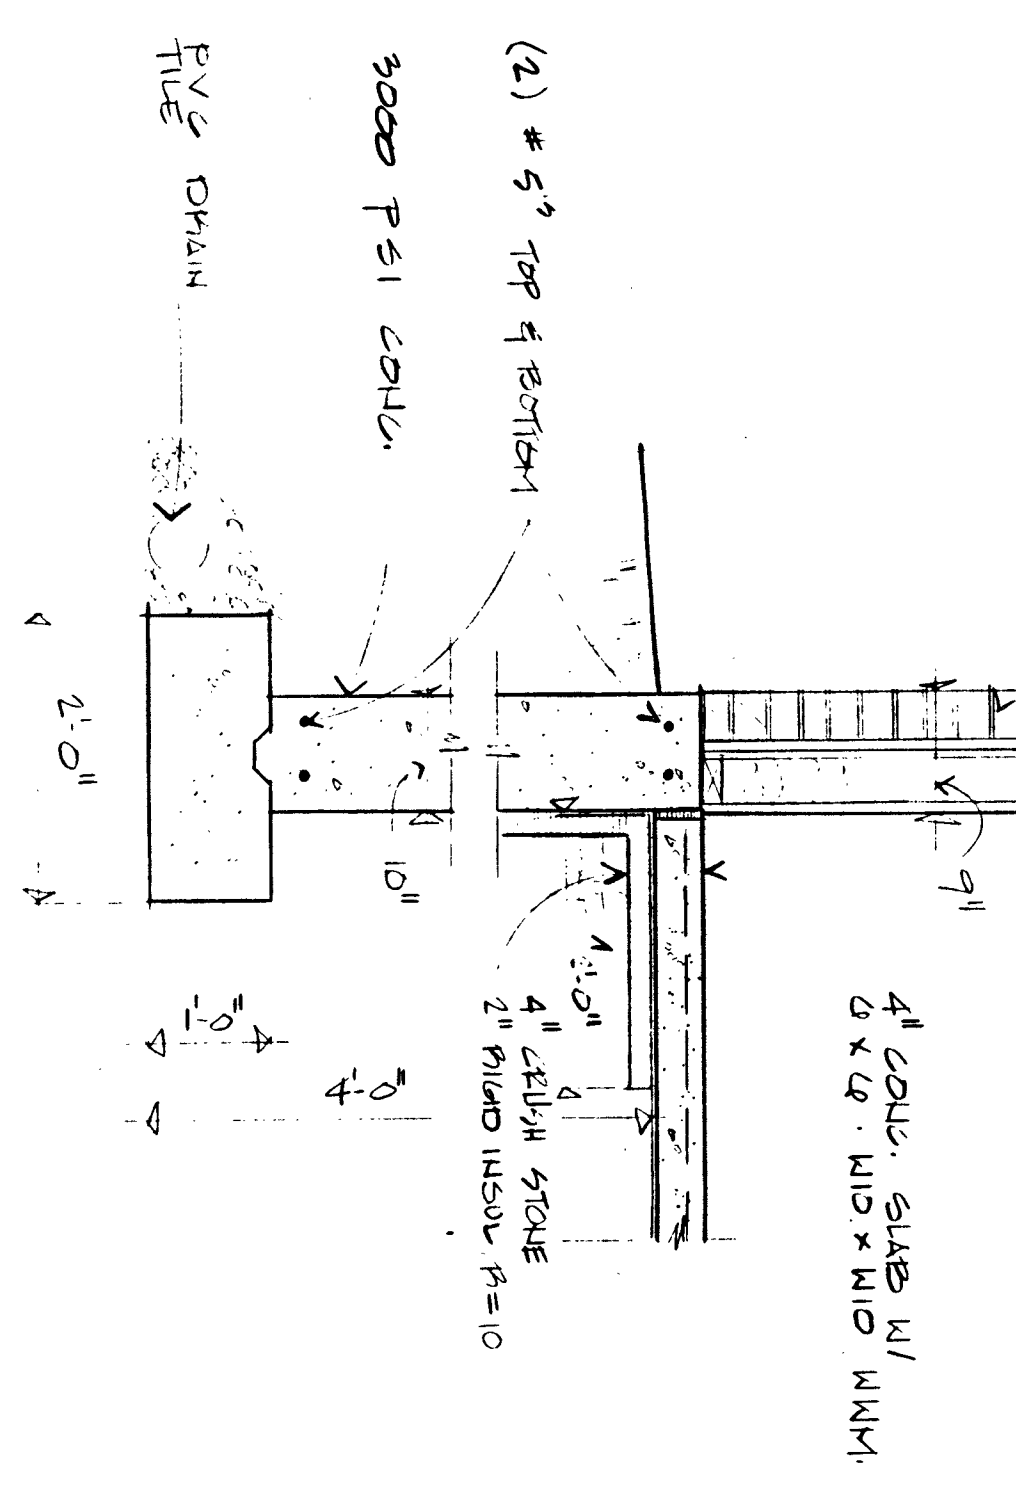 9"
4" CONC. SLAB W/
6 x 6 . W10 x W10 WWM.
(2) # 5's TOP & BOTTOM
4'-0"
4" CRUSH STONE
2" RIGID INSUL R=10
3000 PSI CONC.
10"
4'-0"
PVC DRAIN
TILE
1'-0"
2'-0"